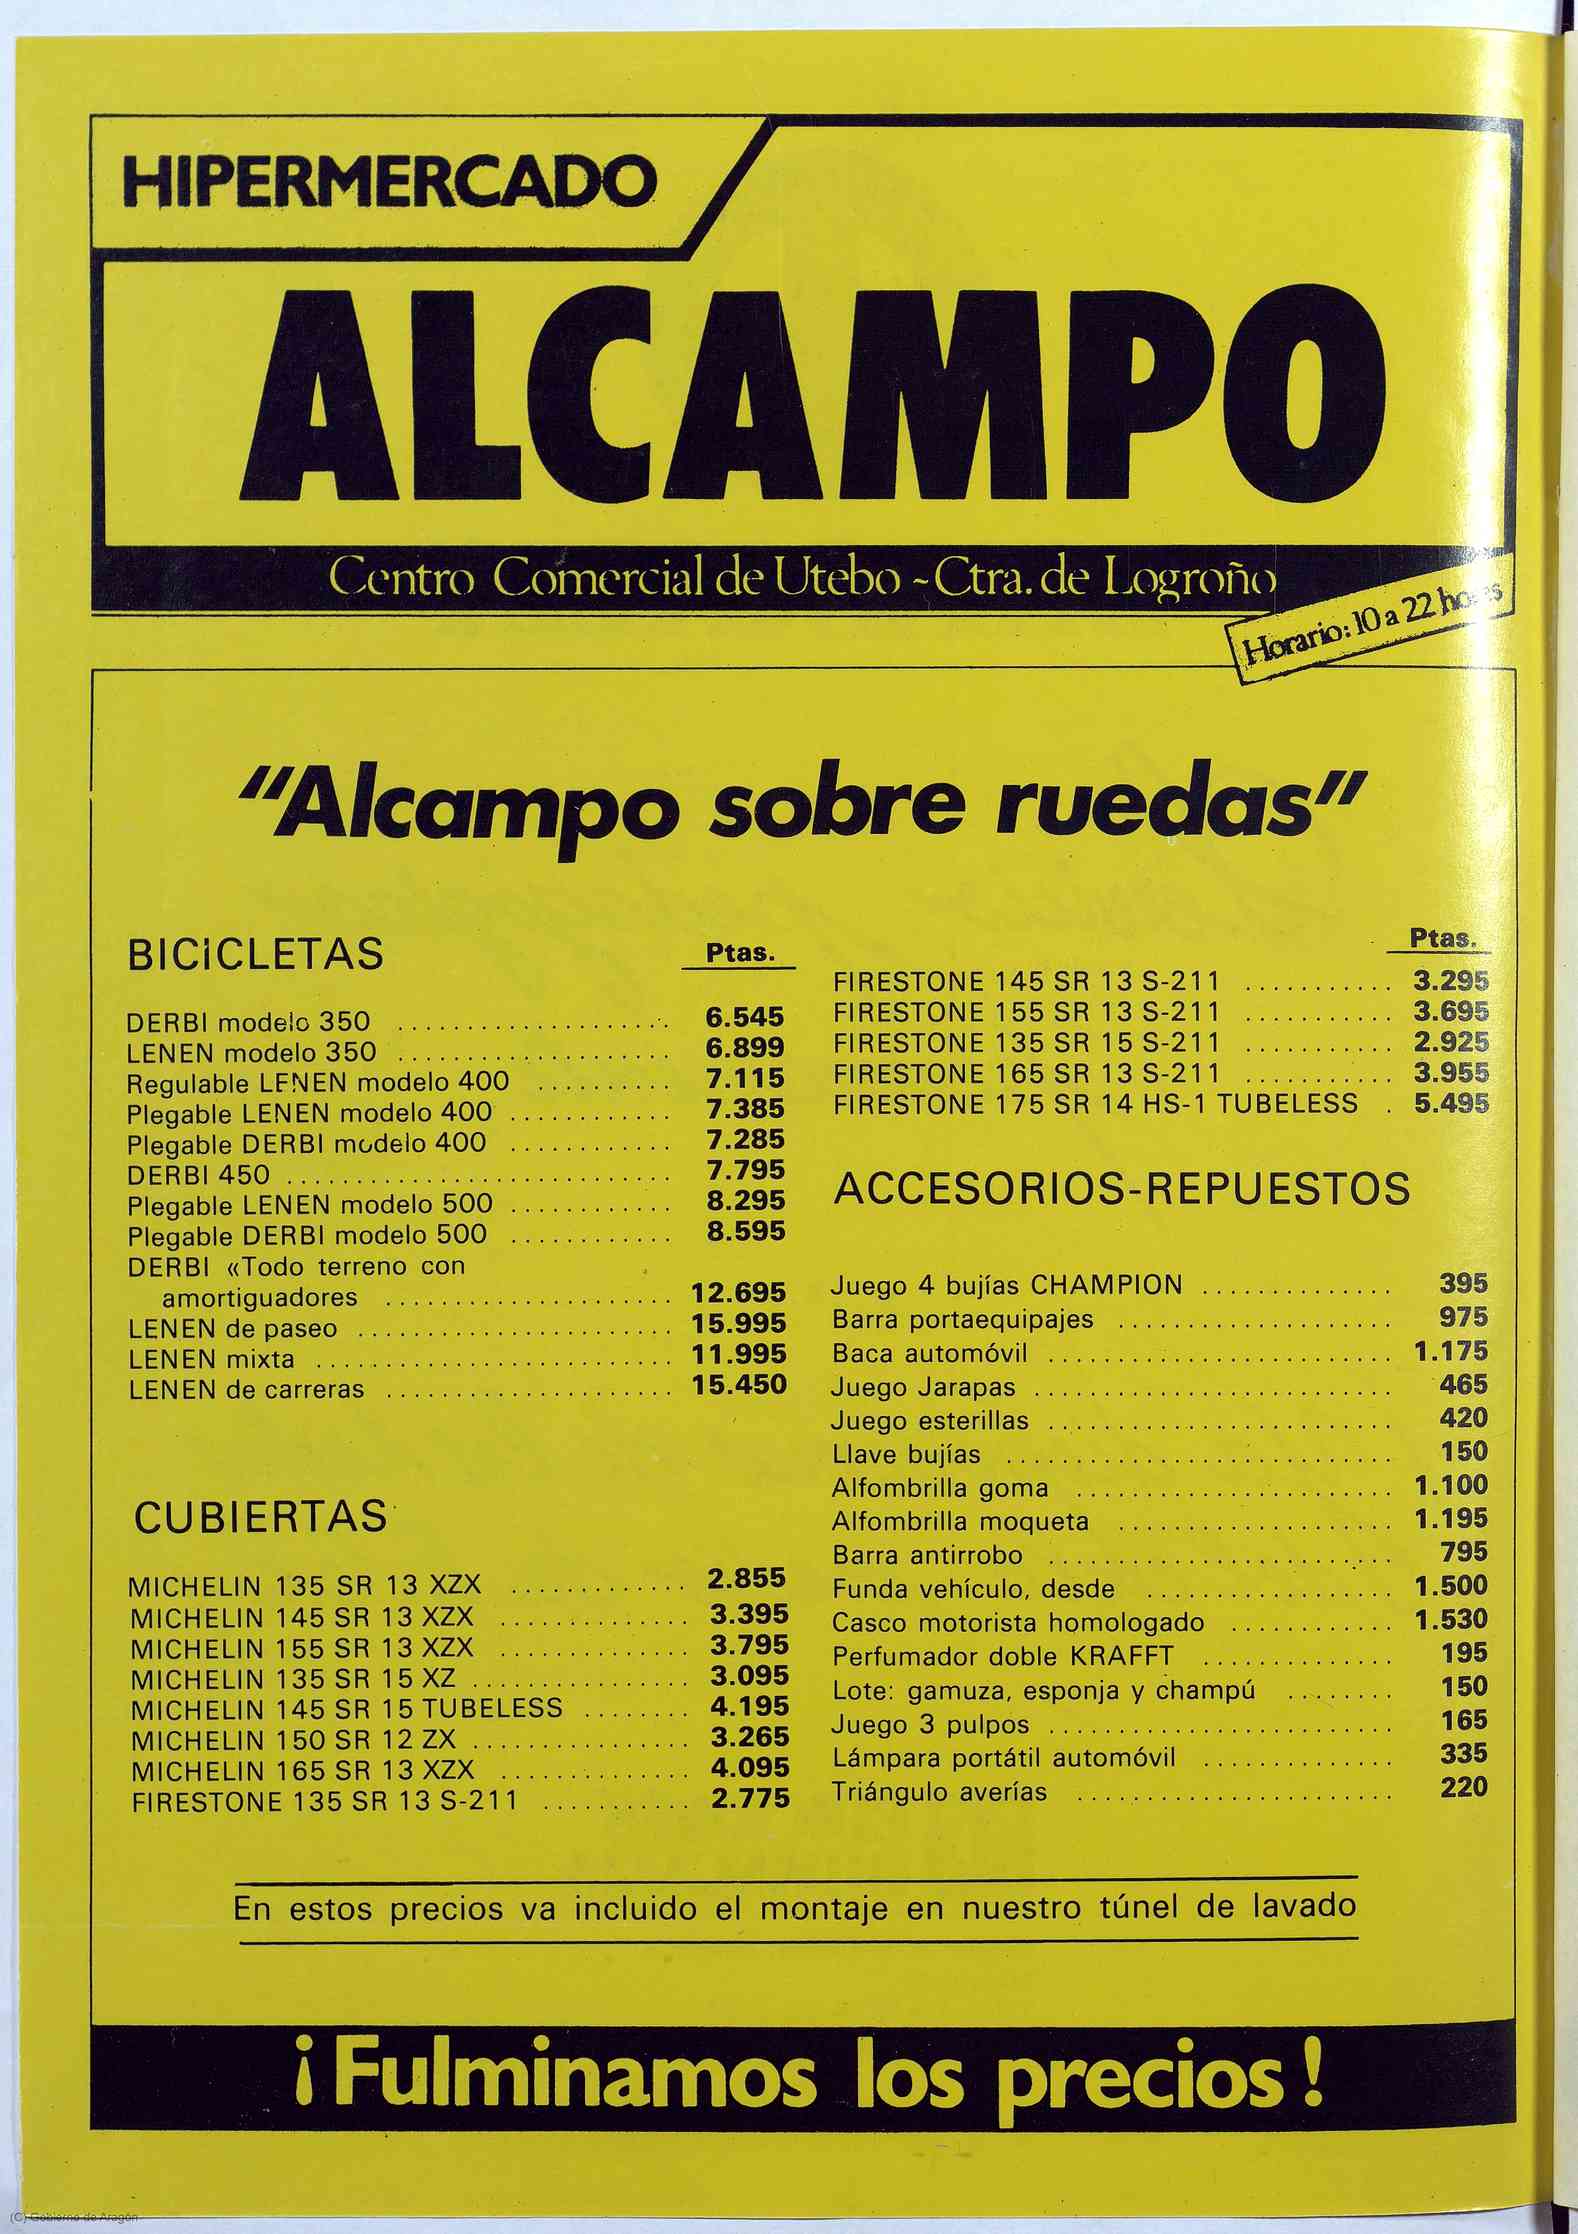 HIPERMERCADO
ALCAMPO
Centro Comercial de Utebo - Ctra. de Logroño
Horario: 10 a 22 horas
"Alcampo sobre ruedas"
BICICLETAS Ptas.
DERBI modelo 350 .................... 6.545
LENEN modelo 350 .................... 6.899
Regulable LENEN modelo 400 .......... 7.115
Plegable LENEN modelo 400 ............ 7.385
Plegable DERBI modelo 400 ............ 7.285
DERBI 450 ............................ 7.795
Plegable LENEN modelo 500 ............ 8.295
Plegable DERBI modelo 500 ............ 8.595
DERBI «Todo terreno con
amortiguadores ..................... 12.695
LENEN de paseo ....................... 15.995
LENEN mixta .......................... 11.995
LENEN de carreras ..................... 15.450
CUBIERTAS
MICHELIN 135 SR 13 XZX ............. 2.855
MICHELIN 145 SR 13 XZX .............. 3.395
MICHELIN 155 SR 13 XZX .............. 3.795
MICHELIN 135 SR 15 XZ ................ 3.095
MICHELIN 145 SR 15 TUBELESS ........ 4.195
MICHELIN 150 SR 12 ZX ................ 3.265
MICHELIN 165 SR 13 XZX .............. 4.095
FIRESTONE 135 SR 13 S-211 ........... 2.775
Ptas.
FIRESTONE 145 SR 13 S-211 ........... 3.295
FIRESTONE 155 SR 13 S-211 ........... 3.695
FIRESTONE 135 SR 15 S-211 ........... 2.925
FIRESTONE 165 SR 13 S-211 ........... 3.955
FIRESTONE 175 SR 14 HS-1 TUBELESS . 5.495
ACCESORIOS-REPUESTOS
Juego 4 bujías CHAMPION .............. 395
Barra portaequipajes .................... 975
Baca automóvil ......................... 1.175
Juego Jarapas .......................... 465
Juego esterillas ......................... 420
Llave bujías ............................ 150
Alfombrilla goma ....................... 1.100
Alfombrilla moqueta .................... 1.195
Barra antirrobo ......................... 795
Funda vehículo, desde .................. 1.500
Casco motorista homologado ............ 1.530
Perfumador doble KRAFFT .............. 195
Lote: gamuza, esponja y champú ........ 150
Juego 3 pulpos ......................... 165
Lámpara portátil automóvil .............. 335
Triángulo averías ....................... 220
En estos precios va incluido el montaje en nuestro túnel de lavado
¡Fulminamos los precios!
(C) Gobierno de Aragón